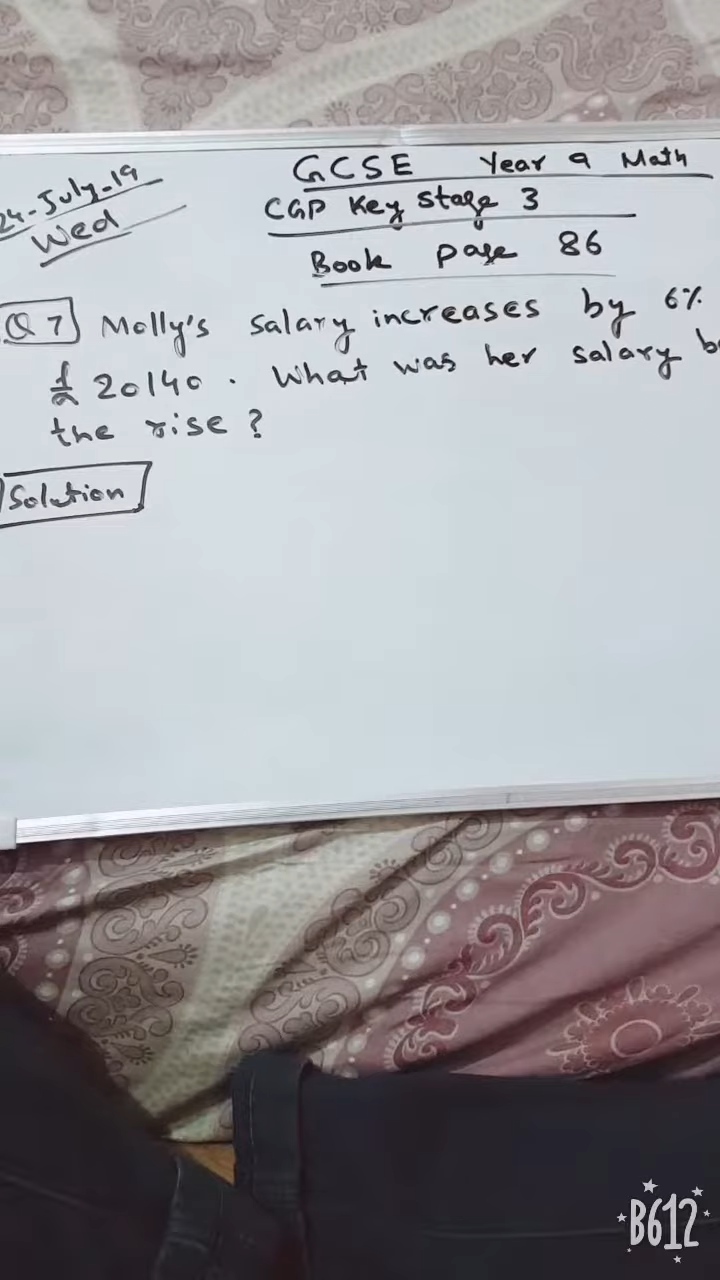 24-July-19
Wed
GCSE Year 9 Math
CGP Key Stage 3
Book page 86
Q 7 Molly's salary increases by 6%
£ 20140. What was her salary be
the rise?
Solution
B612